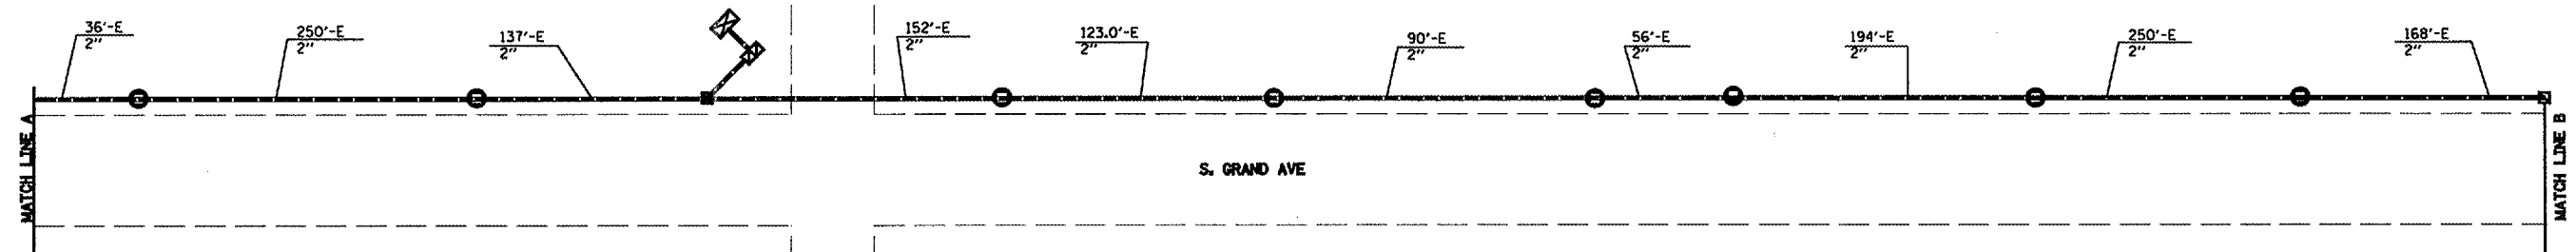 36'-E
2"
250'-E
2"
137'-E
2"
152'-E
2"
123.0'-E
2"
90'-E
2"
56'-E
2"
194'-E
2"
250'-E
2"
168'-E
2"
MATCH LINE A
S. GRAND AVE
MATCH LINE B